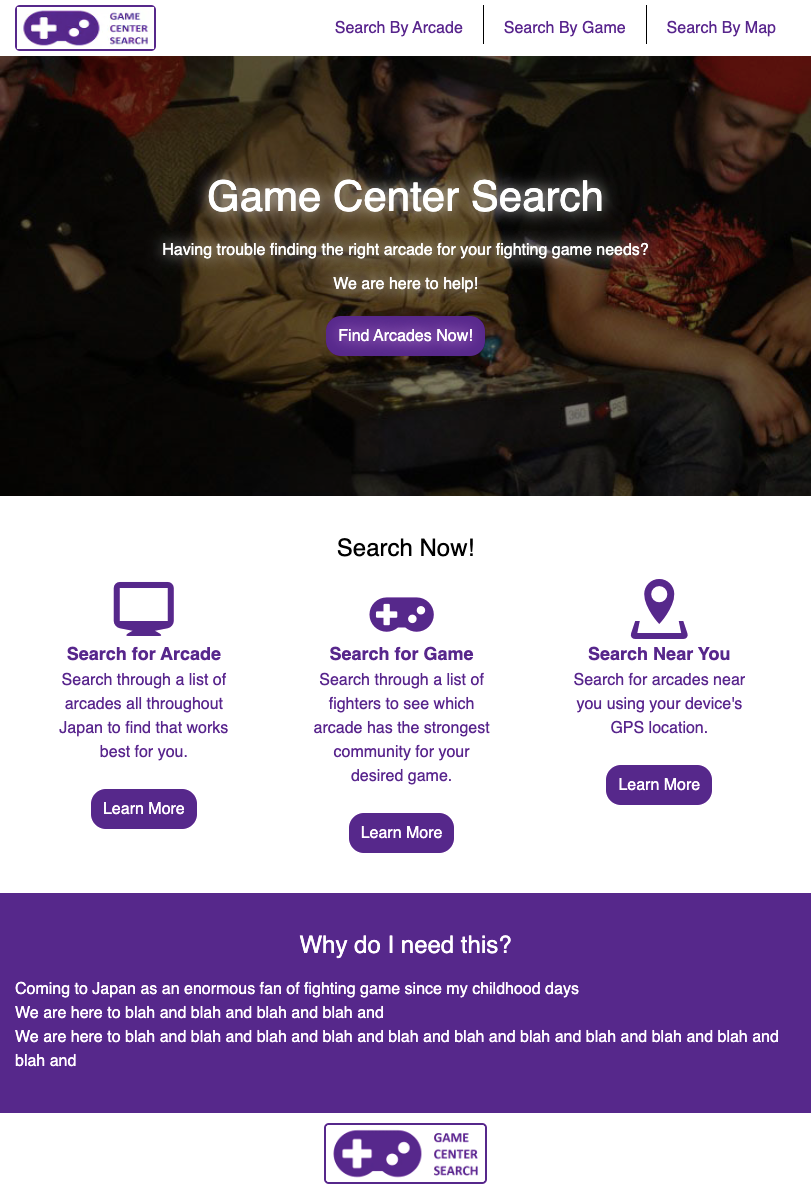 GAME
CENTER
SEARCH
Search By Arcade
Search By Game
Search By Map
Game Center Search
Having trouble finding the right arcade for your fighting game needs?
We are here to help!
Find Arcades Now!
360
Search Now!
Search for Arcade
Search through a list of
arcades all throughout
Japan to find that works
best for you.
Learn More
Search for Game
Search through a list of
fighters to see which
arcade has the strongest
community for your
desired game.
Learn More
Search Near You
Search for arcades near
you using your device's
GPS location.
Learn More
Why do I need this?
Coming to Japan as an enormous fan of fighting game since my childhood days
We are here to blah and blah and blah and blah and
We are here to blah and blah and blah and blah and blah and blah and blah and blah and blah and blah and
blah and
GAME
CENTER
SEARCH